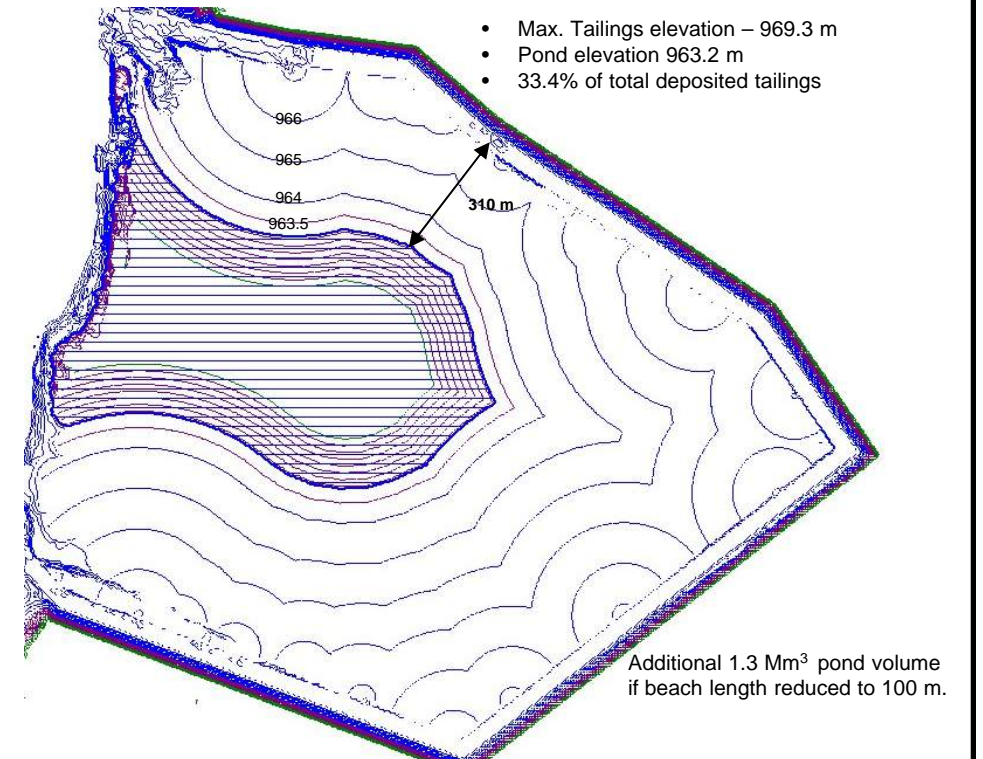 • Max. Tailings elevation – 969.3 m
• Pond elevation 963.2 m
• 33.4% of total deposited tailings
966
965
964
963.5
310 m
Additional 1.3 Mm³ pond volume
if beach length reduced to 100 m.